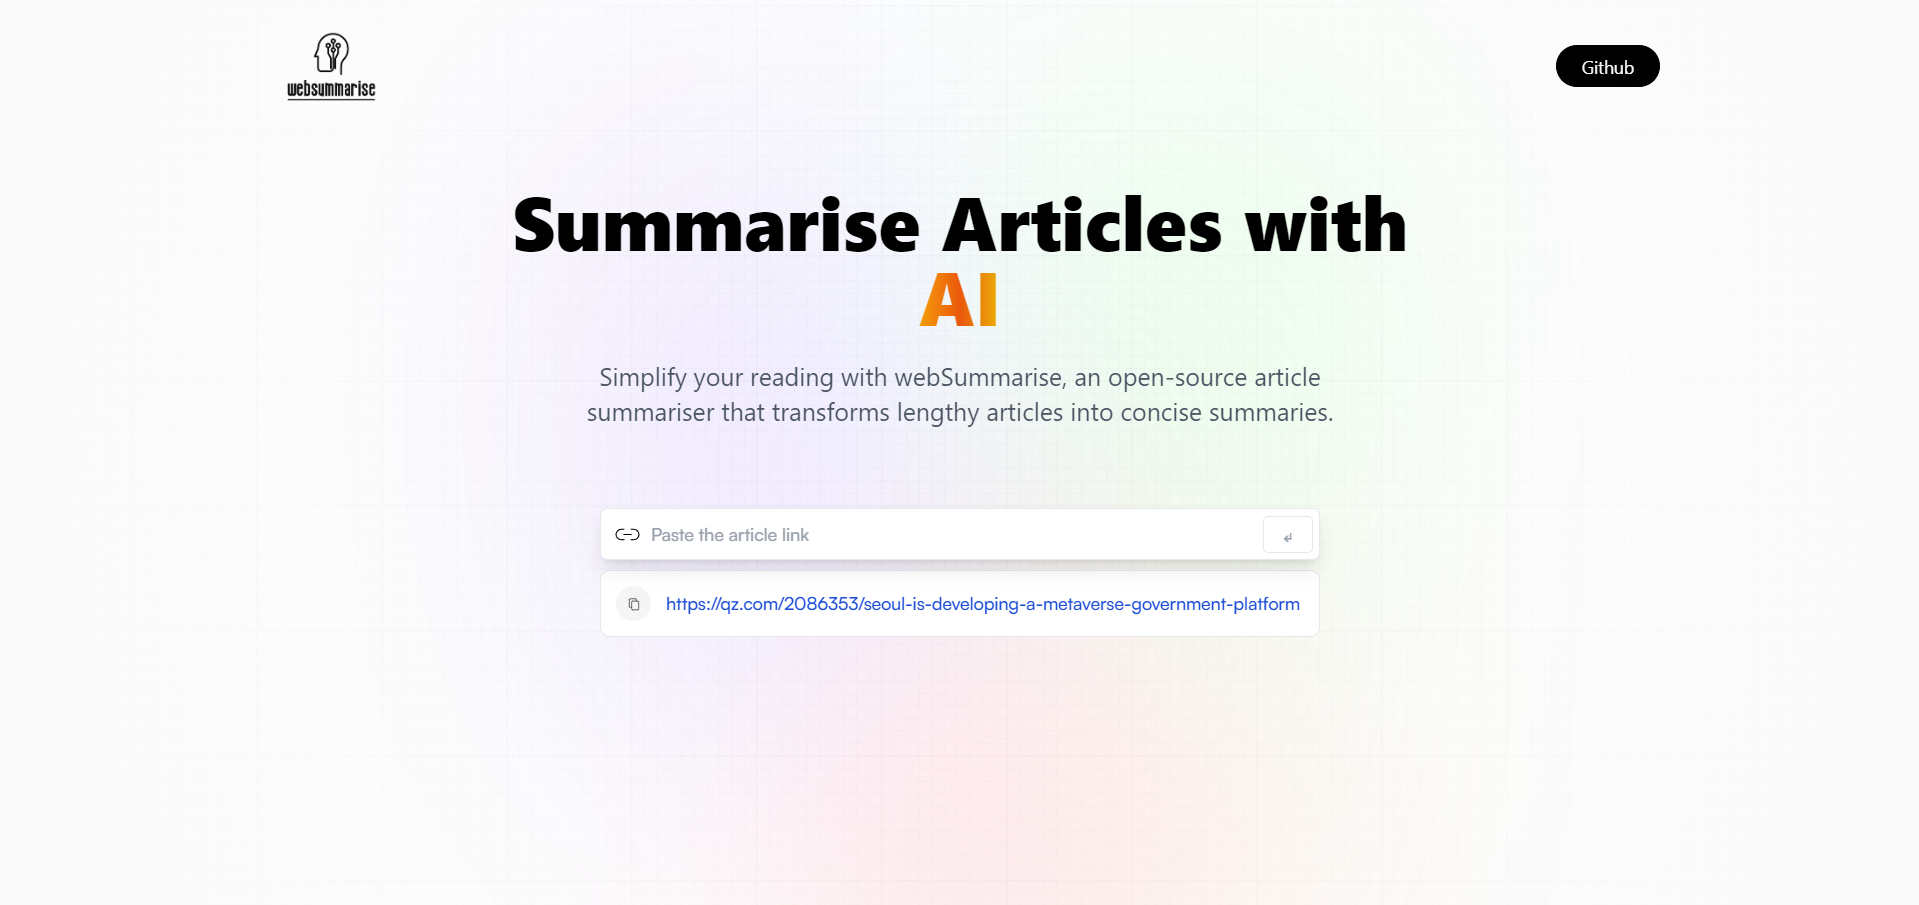 websummarise
Github
Summarise Articles with
AI
Simplify your reading with webSummarise, an open-source article
summariser that transforms lengthy articles into concise summaries.
Paste the article link
↲
https://qz.com/2086353/seoul-is-developing-a-metaverse-government-platform